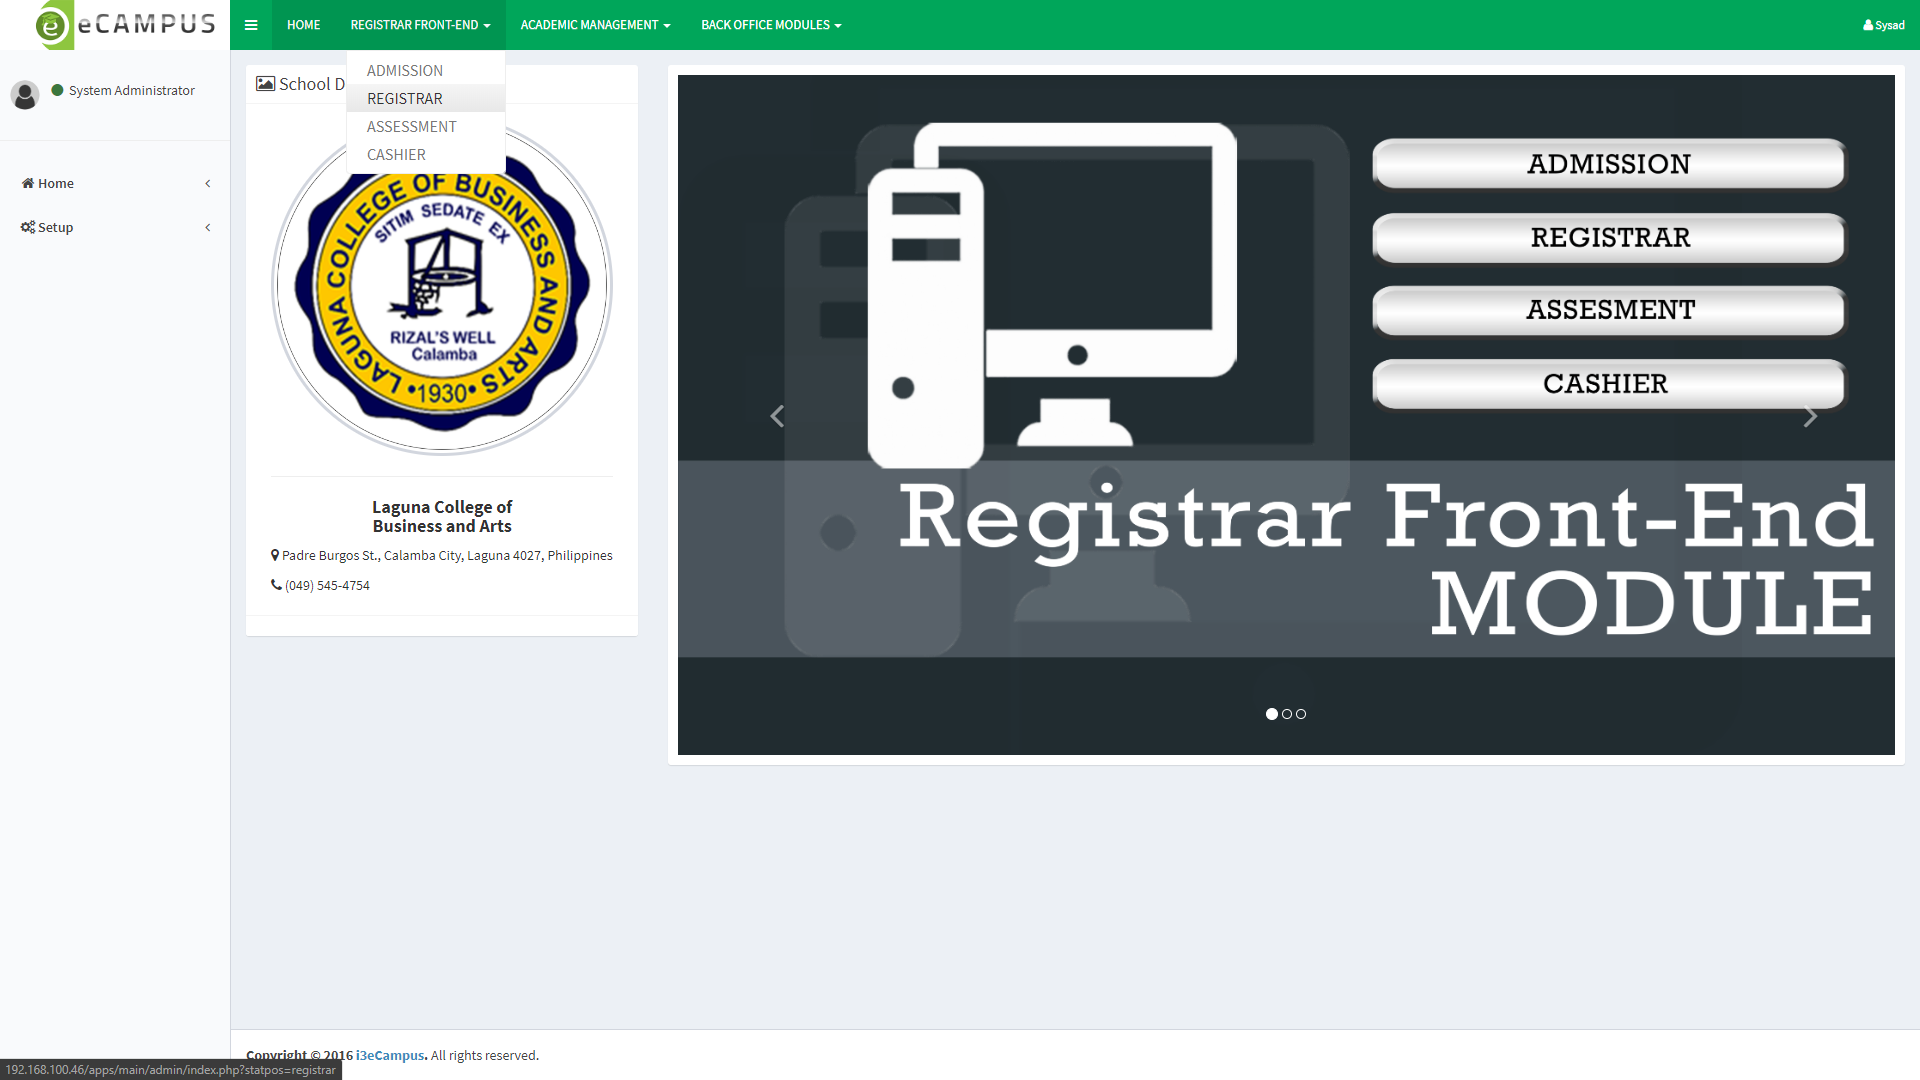 eCAMPUS
HOME
REGISTRAR FRONT-END
ACADEMIC MANAGEMENT
BACK OFFICE MODULES
Sysad
System Administrator
Home
Setup
School D
ADMISSION
REGISTRAR
ASSESSMENT
CASHIER
LAGUNA COLLEGE OF BUSINESS AND ARTS
SITIM SEDATE EX
RIZAL'S WELL
Calamba
•1930•
Laguna College of
Business and Arts
Padre Burgos St., Calamba City, Laguna 4027, Philippines
(049) 545-4754
ADMISSION
REGISTRAR
ASSESMENT
CASHIER
Registrar Front-End
MODULE
Copyright © 2016 i3eCampus. All rights reserved.
192.168.100.46/apps/main/admin/index.php?statpos=registrar